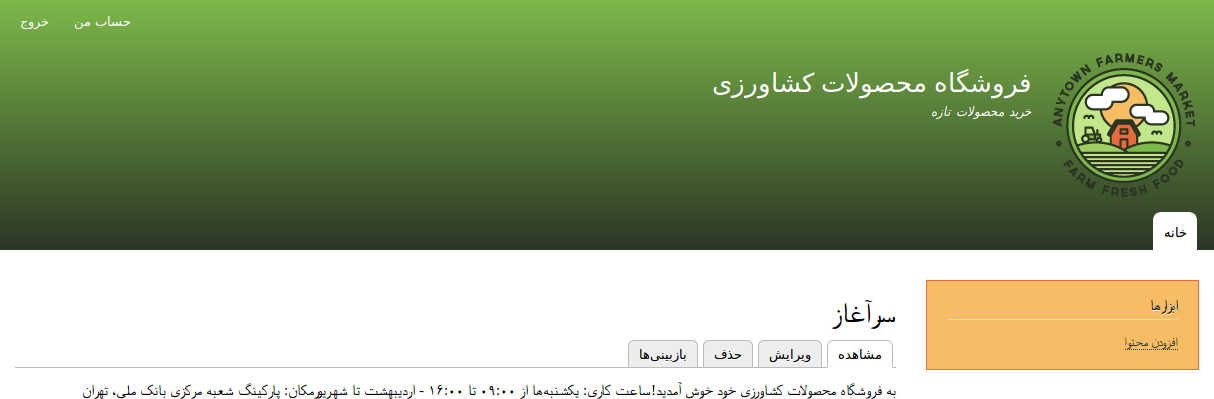 حساب من
خروج
ANYTOWN FARMERS MARKET
FARM FRESH FOOD
فروشگاه محصولات کشاورزی
خرید محصولات تازه
خانه
ابزارها
افزودن محتوا
سرآغاز
مشاهده
ویرایش
حذف
بازبینی‌ها
به فروشگاه محصولات کشاورزی خود خوش آمدید!ساعت کاری: یکشنبه‌ها از ۰۹:۰۰ تا ۱۶:۰۰ - اردیبهشت تا شهریورمکان: پارکینگ شعبه مرکزی بانک ملی، تهران